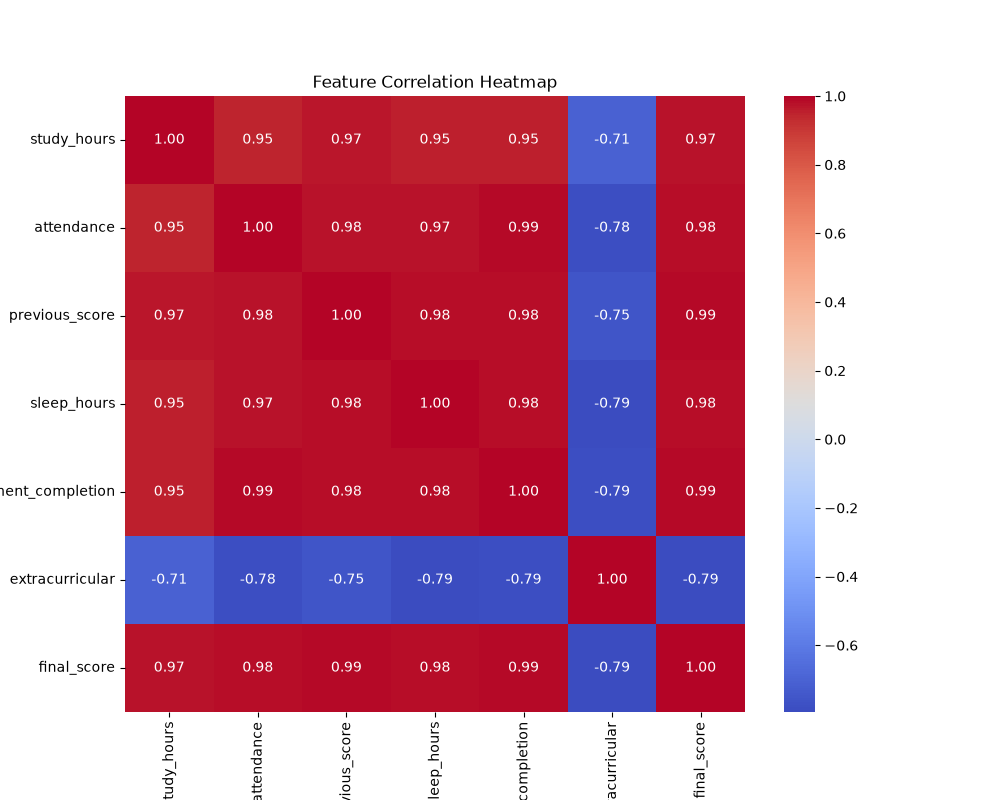 Feature Correlation Heatmap
study_hours 1.00 0.95 0.97 0.95 0.95 -0.71 0.97
attendance 0.95 1.00 0.98 0.97 0.99 -0.78 0.98
previous_score 0.97 0.98 1.00 0.98 0.98 -0.75 0.99
sleep_hours 0.95 0.97 0.98 1.00 0.98 -0.79 0.98
nent_completion 0.95 0.99 0.98 0.98 1.00 -0.79 0.99
extracurricular -0.71 -0.78 -0.75 -0.79 -0.79 1.00 -0.79
final_score 0.97 0.98 0.99 0.98 0.99 -0.79 1.00
tudy_hours
attendance
vious_score
leep_hours
completion
acurricular
final_score
1.0
0.8
0.6
0.4
0.2
0.0
−0.2
−0.4
−0.6